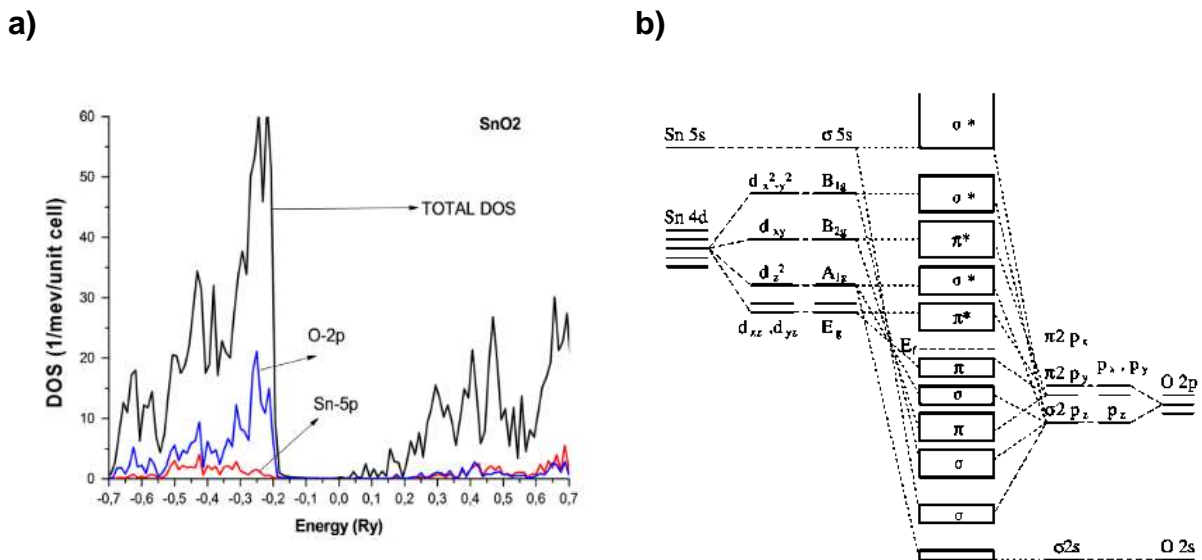 a)
b)
SnO2
TOTAL DOS
O-2p
Sn-5p
60
50
40
30
20
10
0
DOS (1/mev/unit cell)
-0,7 -0,6 -0,5 -0,4 -0,3 -0,2 -0,1 0,0 0,1 0,2 0,3 0,4 0,5 0,6 0,7
Energy (Ry)
Sn 5s
σ 5s
σ *
d x²-y²
B1g
σ *
Sn 4d
d xy
B2g
π*
d z²
A1g
σ *
d xz ,d yz
E g
π*
E f
π2 p x
π
π2 p y
p x , p y
O 2p
σ
σ2 p z
p z
π
σ
σ
σ2s
O 2s